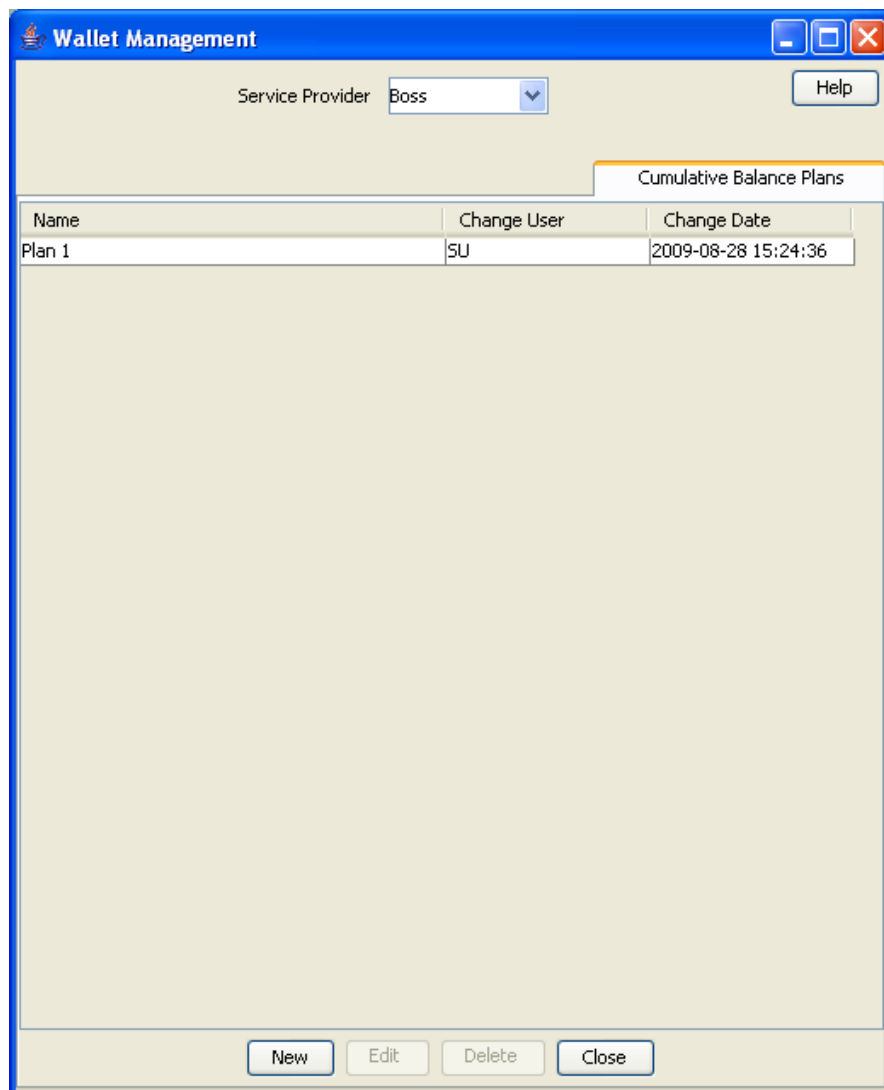 Wallet Management
Service Provider Boss Help
Cumulative Balance Plans
Name Change User Change Date
Plan 1 SU 2009-08-28 15:24:36
New Edit Delete Close